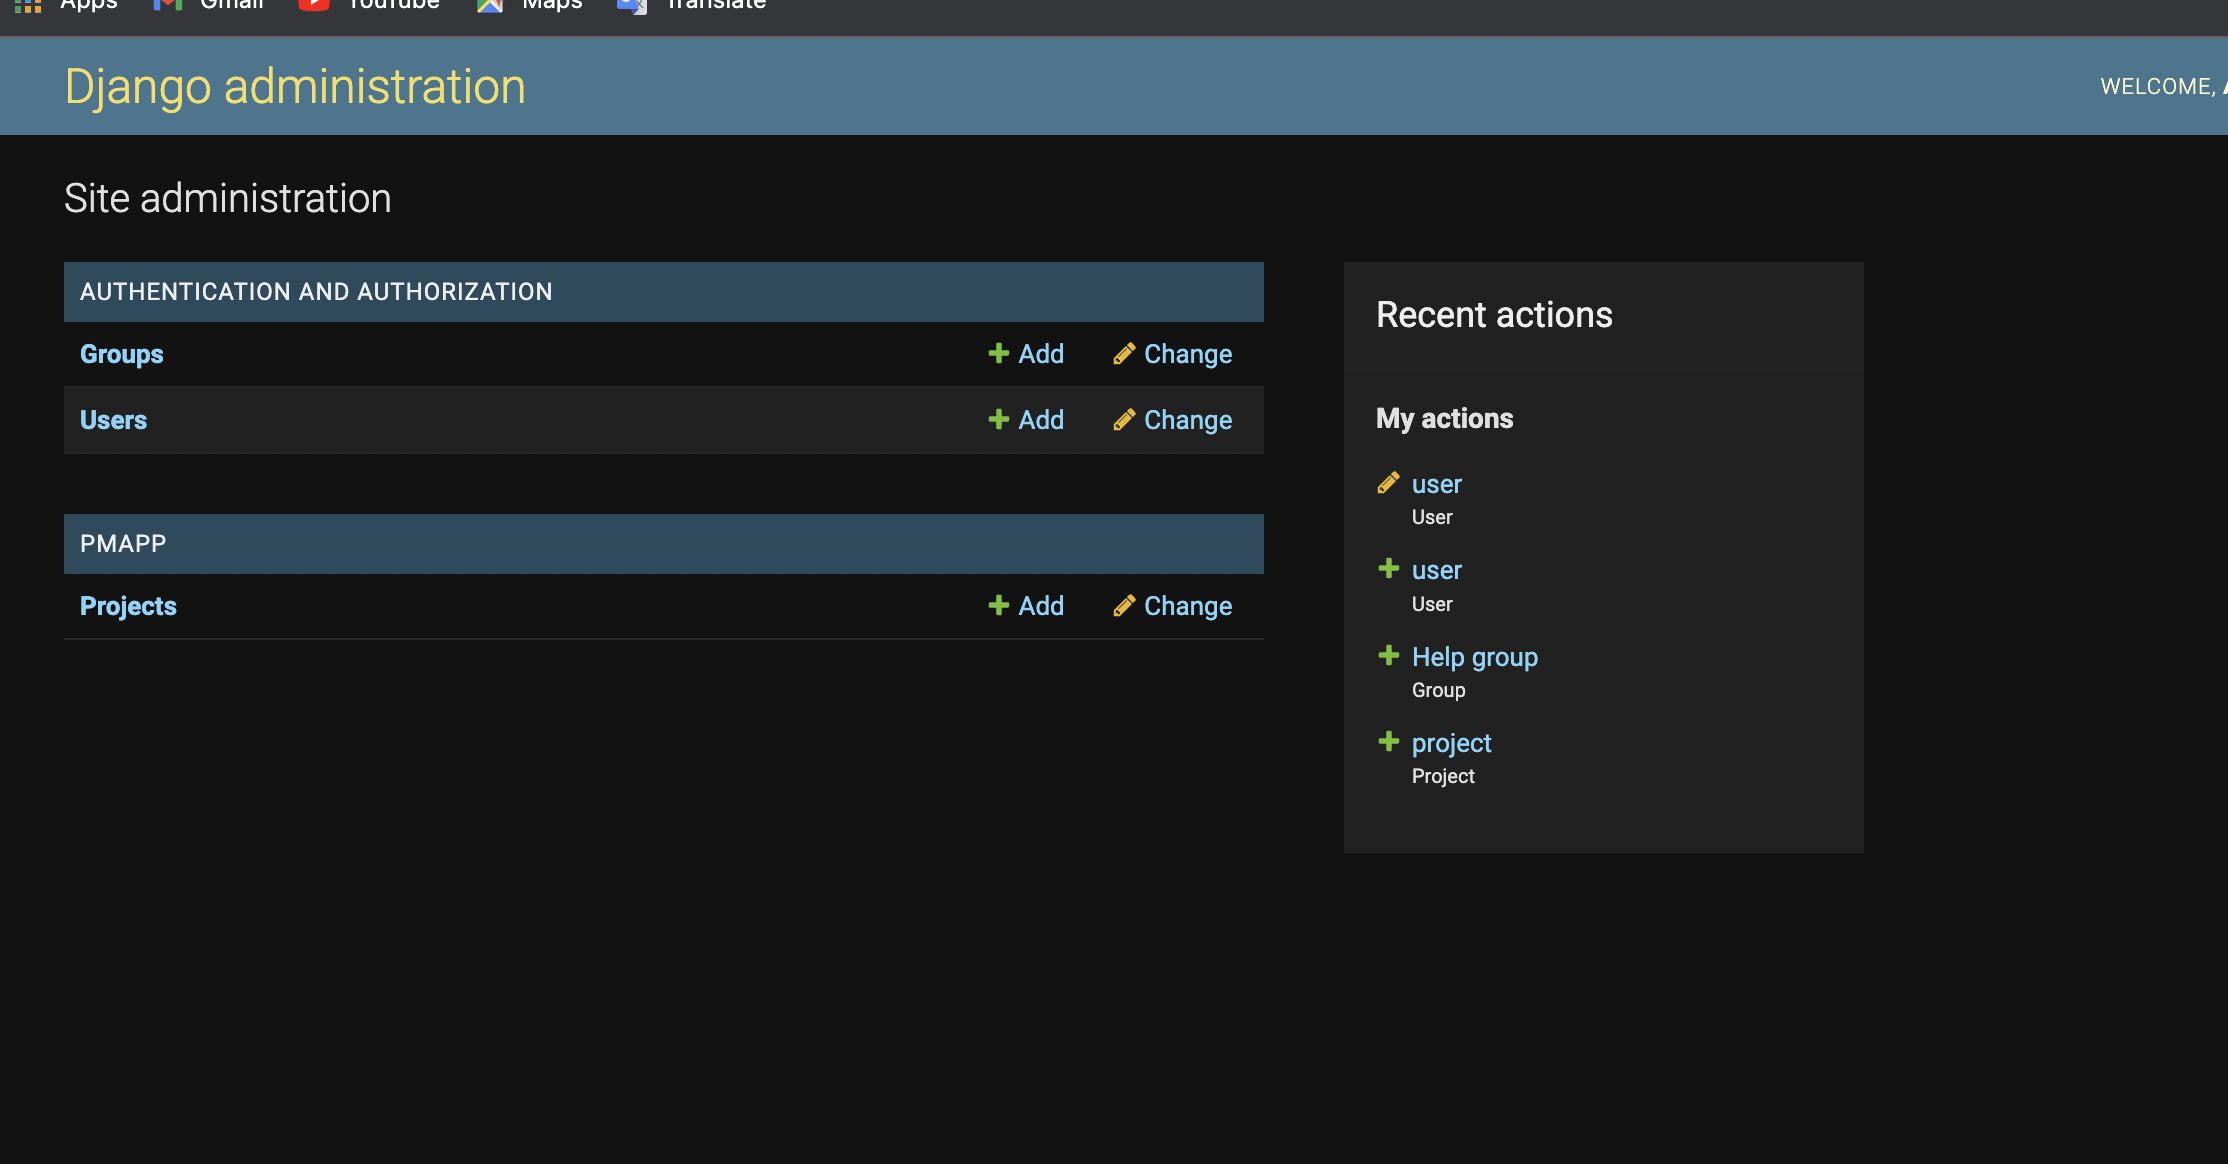 Apps Gmail YouTube Maps Translate
Django administration
WELCOME,
Site administration
AUTHENTICATION AND AUTHORIZATION
Groups Add Change
Users Add Change
PMAPP
Projects Add Change
Recent actions
My actions
user
User
user
User
Help group
Group
project
Project